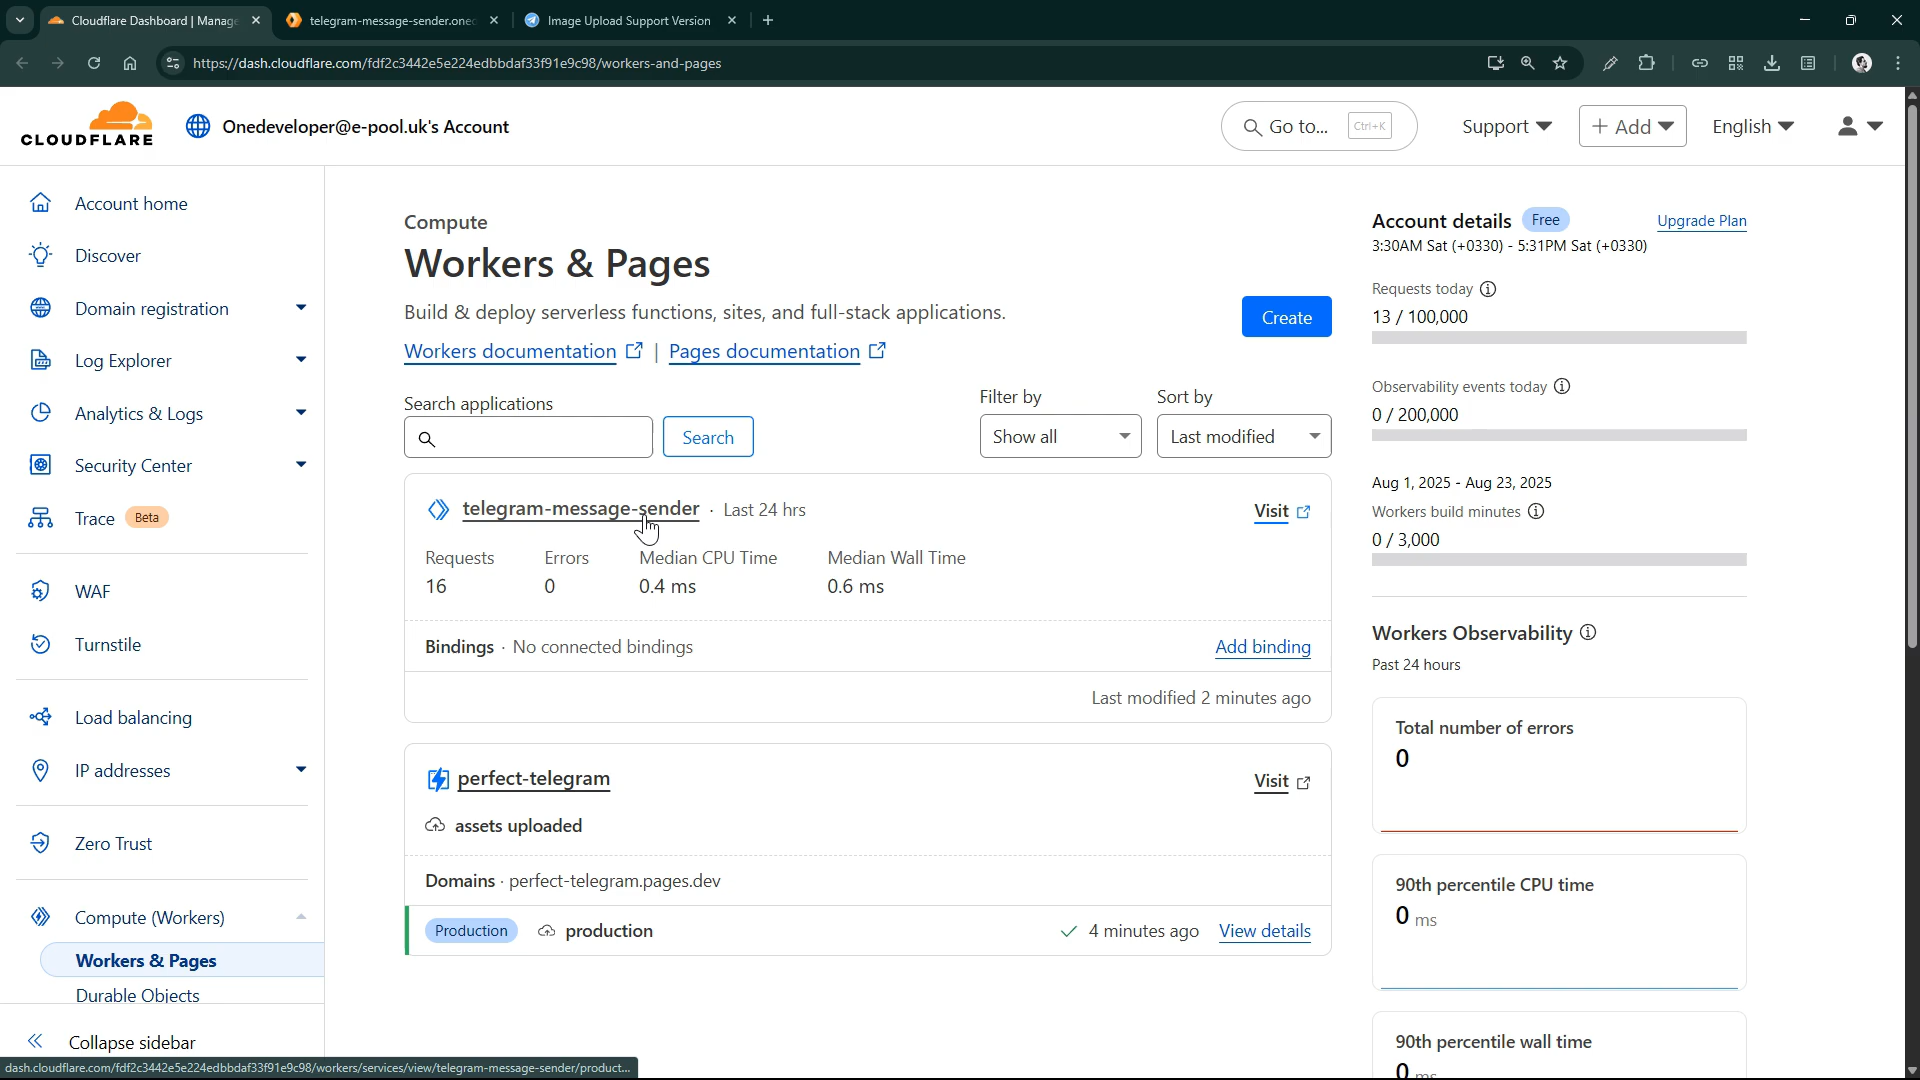 Cloudflare Dashboard | Manage
telegram-message-sender.one
Image Upload Support Version
https://dash.cloudflare.com/fdf2c3442e5e224edbbdaf33f91e9c98/workers-and-pages
CLOUDFLARE
Onedeveloper@e-pool.uk's Account
Go to...
Ctrl+K
Support
+ Add
English
Account home
Discover
Domain registration
Log Explorer
Analytics & Logs
Security Center
Trace Beta
WAF
Turnstile
Load balancing
IP addresses
Zero Trust
Compute (Workers)
Workers & Pages
Durable Objects
Collapse sidebar
Compute
Workers & Pages
Build & deploy serverless functions, sites, and full-stack applications.
Create
Workers documentation | Pages documentation
Search applications
Search
Filter by
Show all
Sort by
Last modified
telegram-message-sender · Last 24 hrs
Visit
Requests Errors Median CPU Time Median Wall Time
16 0 0.4 ms 0.6 ms
Bindings · No connected bindings
Add binding
Last modified 2 minutes ago
perfect-telegram
Visit
assets uploaded
Domains · perfect-telegram.pages.dev
Production production
4 minutes ago View details
Account details Free
Upgrade Plan
3:30AM Sat (+0330) - 5:31PM Sat (+0330)
Requests today
13 / 100,000
Observability events today
0 / 200,000
Aug 1, 2025 - Aug 23, 2025
Workers build minutes
0 / 3,000
Workers Observability
Past 24 hours
Total number of errors
0
90th percentile CPU time
0 ms
90th percentile wall time
0 ms
dash.cloudflare.com/fdf2c3442e5e224edbbdaf33f91e9c98/workers/services/view/telegram-message-sender/product...